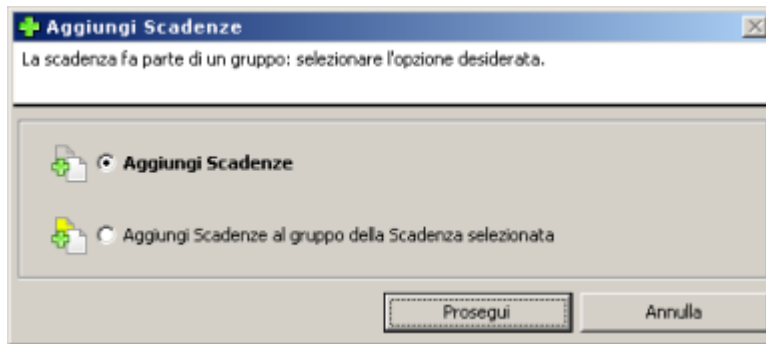 Aggiungi Scadenze
La scadenza fa parte di un gruppo: selezionare l'opzione desiderata.
Aggiungi Scadenze
Aggiungi Scadenze al gruppo della Scadenza selezionata
Prosegui Annulla